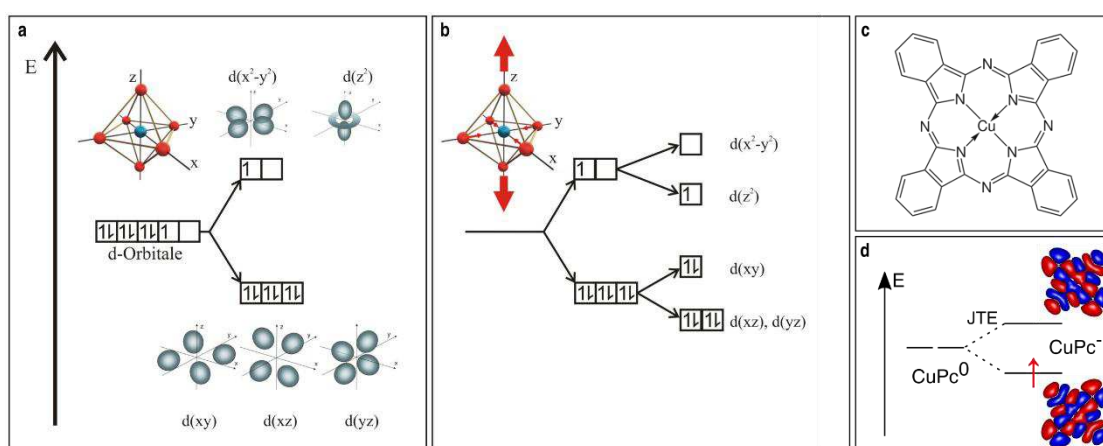 a
E
z
y
x
d(x²-y²)
d(z²)
z
y
x
z
y
x
1
1⇂ 1⇂ 1⇂ 1
d-Orbitale
1⇂ 1⇂ 1⇂
z
y
x
z
y
x
z
y
x
d(xy)
d(xz)
d(yz)
b
z
y
x
1
d(x²-y²)
1
d(z²)
1⇂
d(xy)
1⇂ 1⇂ 1⇂
1⇂ 1⇂
d(xz), d(yz)
c
N
N
N
N
Cu
N
N
N
N
d
E
JTE
CuPc⁰
CuPc⁻